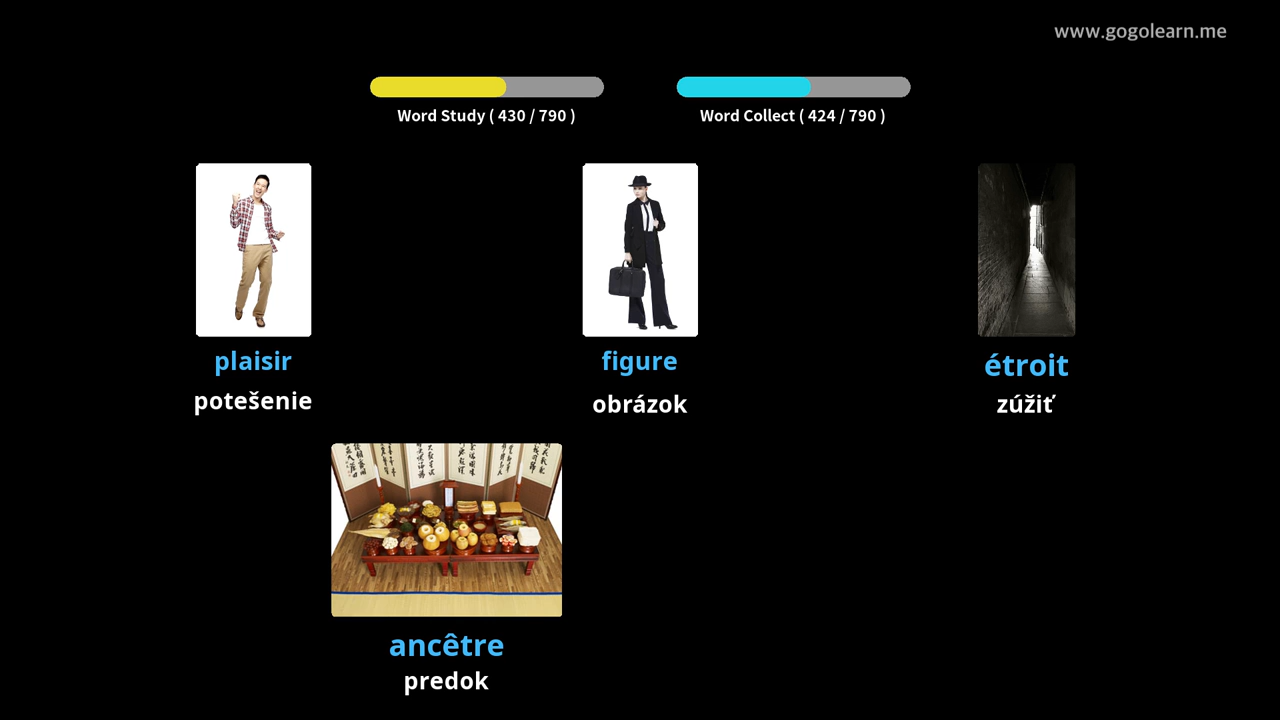 www.gogolearn.me
Word Study ( 430 / 790 )
Word Collect ( 424 / 790 )
plaisir
potešenie
figure
obrázok
étroit
zúžiť
ancêtre
predok